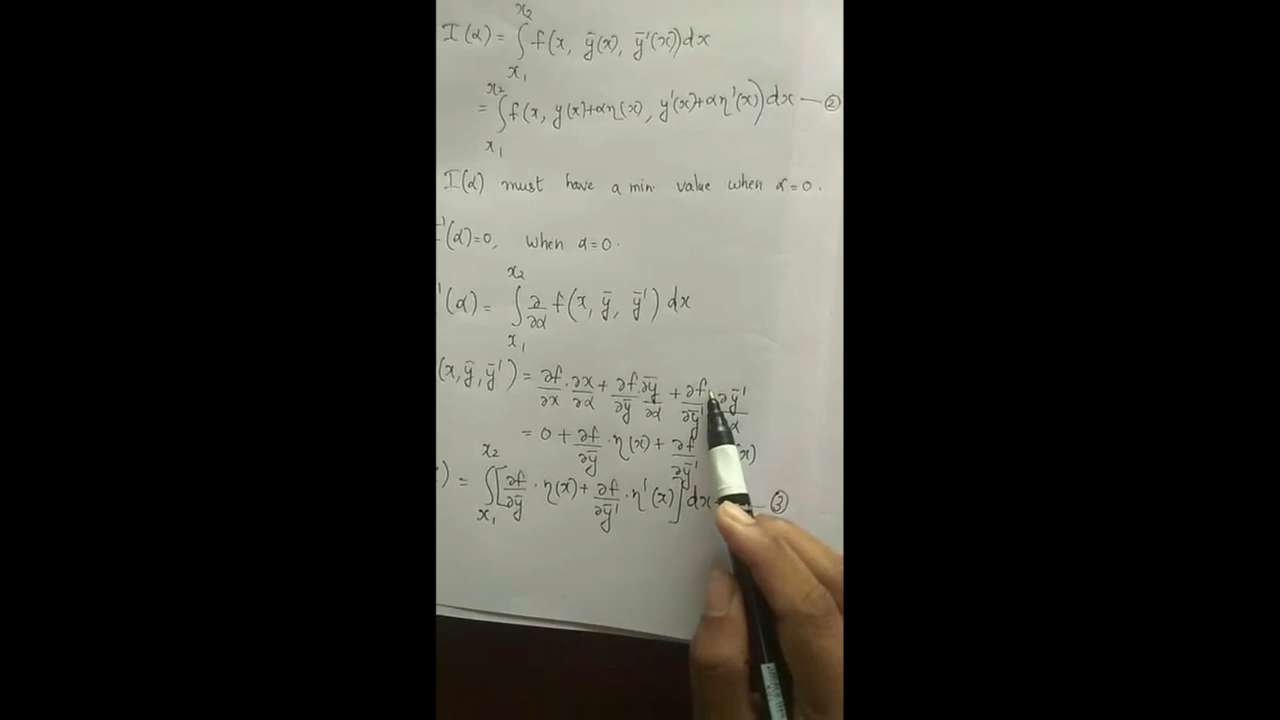 I(α) = ∫_{x₁}^{x₂} f(x, ȳ(x), ȳ'(x)) dx
= ∫_{x₁}^{x₂} f(x, y(x)+αη(x), y'(x)+αη'(x)) dx — ②
I(α) must have a min. value when α=0.
'(α)=0, when α=0.
'(α) = ∫_{x₁}^{x₂} ∂/∂α f(x, ȳ, ȳ') dx
(x, ȳ, ȳ') = ∂f/∂x · ∂x/∂α + ∂f/∂ȳ · ∂ȳ/∂α + ∂f/∂ȳ' ∂ȳ'/α
= 0 + ∂f/∂ȳ · η(x) + ∂f/∂ȳ' (x)
) = ∫_{x₁}^{x₂} [∂f/∂ȳ · η(x) + ∂f/∂ȳ' · η'(x)] dx — ③